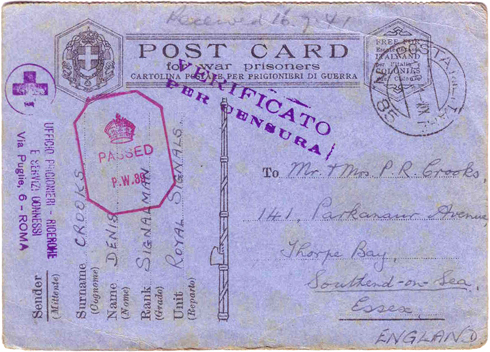 Received 16.9.41
POST CARD
for war prisoners
CARTOLINA POSTALE PER PRIGIONIERI DI GUERRA
FREE
VERIFICATO
PER CENSURA
PASSED
P.W.
UFFICIO PRIGIONIERI - RICERCHE
E SERVIZI CONNESSI
Via Puglie, 6 - ROMA
Sender
(Mittente)
Surname CROOKS
(Cognome)
Name DENIS
(Nome)
Rank SIGNALMAN
(Grado)
Unit ROYAL SIGNALS.
(Reparto)
To Mr. & Mrs P. R. Crooks,
141, Parkanaur Avenue,
Thorpe Bay,
Southend-on-Sea,
Essex,
ENGLAND